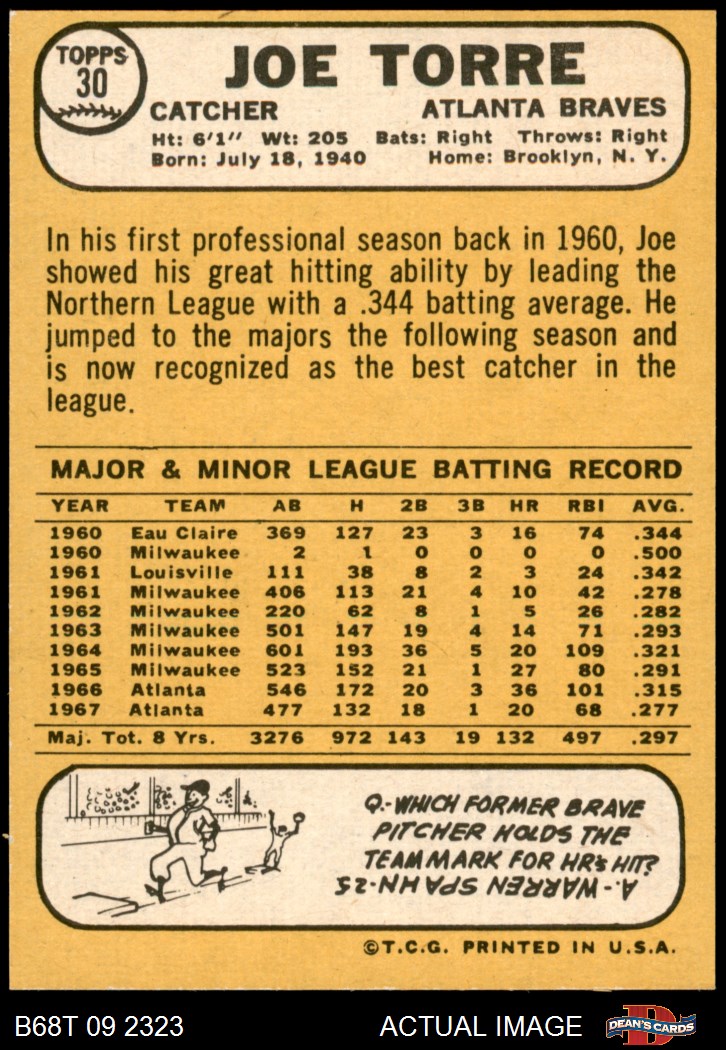 TOPPS
30
JOE TORRE
CATCHER ATLANTA BRAVES
Ht: 6'1" Wt: 205 Bats: Right Throws: Right
Born: July 18, 1940 Home: Brooklyn, N. Y.
In his first professional season back in 1960, Joe
showed his great hitting ability by leading the
Northern League with a .344 batting average. He
jumped to the majors the following season and
is now recognized as the best catcher in the
league.
MAJOR & MINOR LEAGUE BATTING RECORD
YEAR TEAM AB H 2B 3B HR RBI AVG.
1960 Eau Claire 369 127 23 3 16 74 .344
1960 Milwaukee 2 1 0 0 0 0 .500
1961 Louisville 111 38 8 2 3 24 .342
1961 Milwaukee 406 113 21 4 10 42 .278
1962 Milwaukee 220 62 8 1 5 26 .282
1963 Milwaukee 501 147 19 4 14 71 .293
1964 Milwaukee 601 193 36 5 20 109 .321
1965 Milwaukee 523 152 21 1 27 80 .291
1966 Atlanta 546 172 20 3 36 101 .315
1967 Atlanta 477 132 18 1 20 68 .277
Maj. Tot. 8 Yrs. 3276 972 143 19 132 497 .297
Q.-WHICH FORMER BRAVE
PITCHER HOLDS THE
TEAM MARK FOR HR's HIT?
A.-WARREN SPAHN-25
©T.C.G. PRINTED IN U.S.A.
B68T 09 2323 ACTUAL IMAGE D DEAN'S CARDS